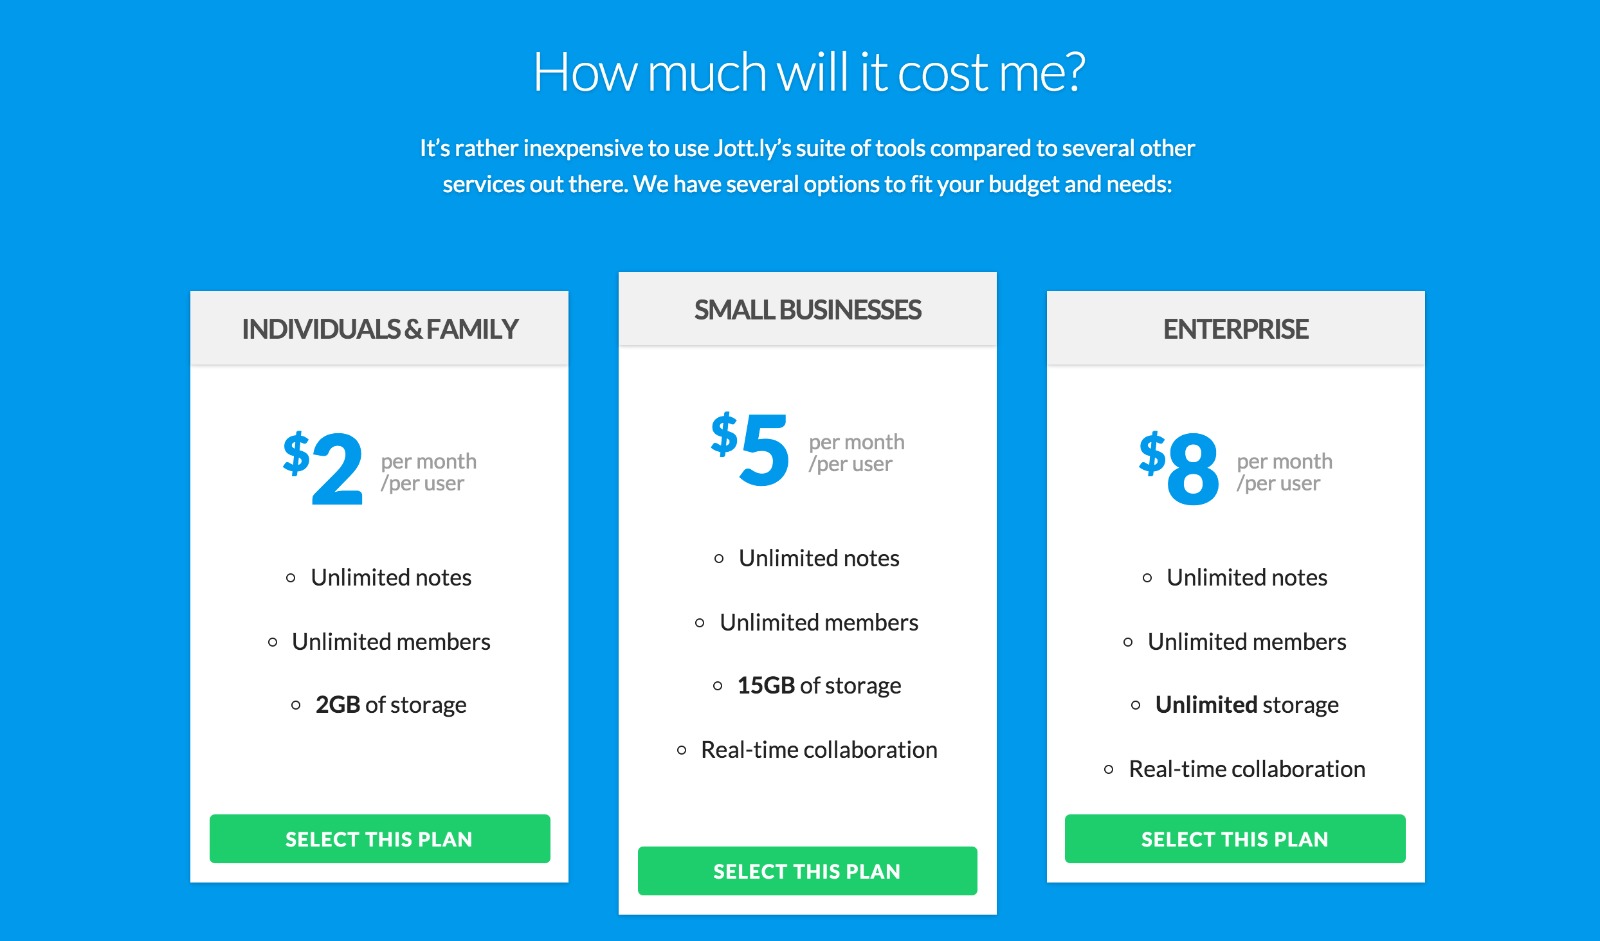 How much will it cost me?
It's rather inexpensive to use Jott.ly's suite of tools compared to several other
services out there. We have several options to fit your budget and needs:
INDIVIDUALS & FAMILY
$2 per month
/per user
Unlimited notes
Unlimited members
2GB of storage
SELECT THIS PLAN
SMALL BUSINESSES
$5 per month
/per user
Unlimited notes
Unlimited members
15GB of storage
Real-time collaboration
SELECT THIS PLAN
ENTERPRISE
$8 per month
/per user
Unlimited notes
Unlimited members
Unlimited storage
Real-time collaboration
SELECT THIS PLAN